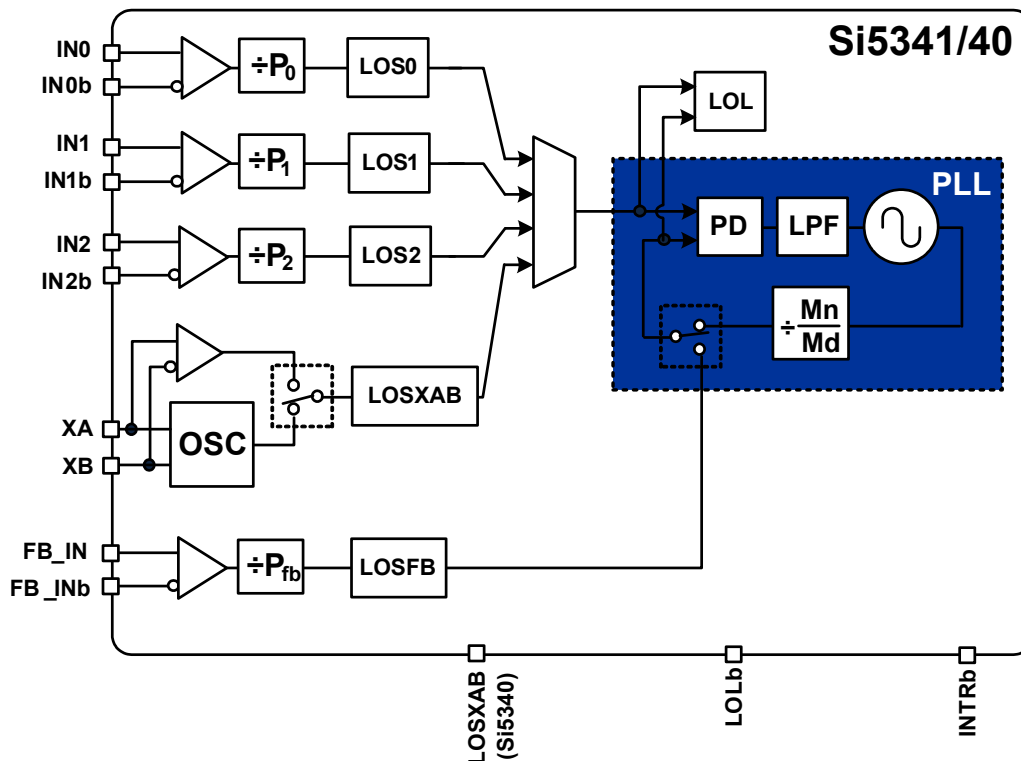 Si5341/40
IN0
IN0b
÷P0
LOS0
LOL
IN1
IN1b
÷P1
LOS1
PLL
IN2
IN2b
÷P2
LOS2
PD
LPF
÷ Mn
Md
LOSXAB
XA
XB
OSC
FB_IN
FB_INb
÷Pfb
LOSFB
LOSXAB
(Si5340)
LOLb
INTRb